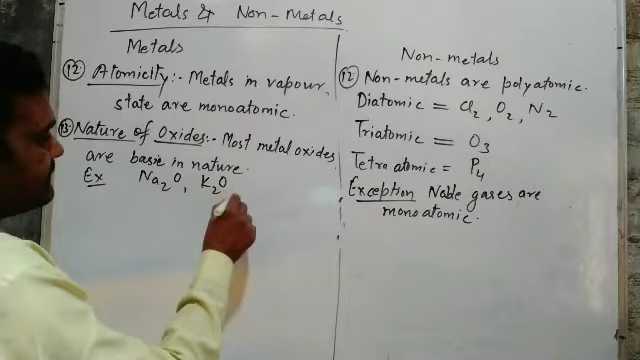 Metals & Non-Metals
Metals
(12) Atomicity:- Metals in vapour
state are monoatomic.
(13) Nature of Oxides:- Most metal oxides
are basic in nature.
Ex Na2O, K2O
Non-metals
(12) Non-metals are polyatomic.
Diatomic = Cl2, O2, N2
Triatomic = O3
Tetra atomic = P4
Exception Noble gases are
monoatomic.